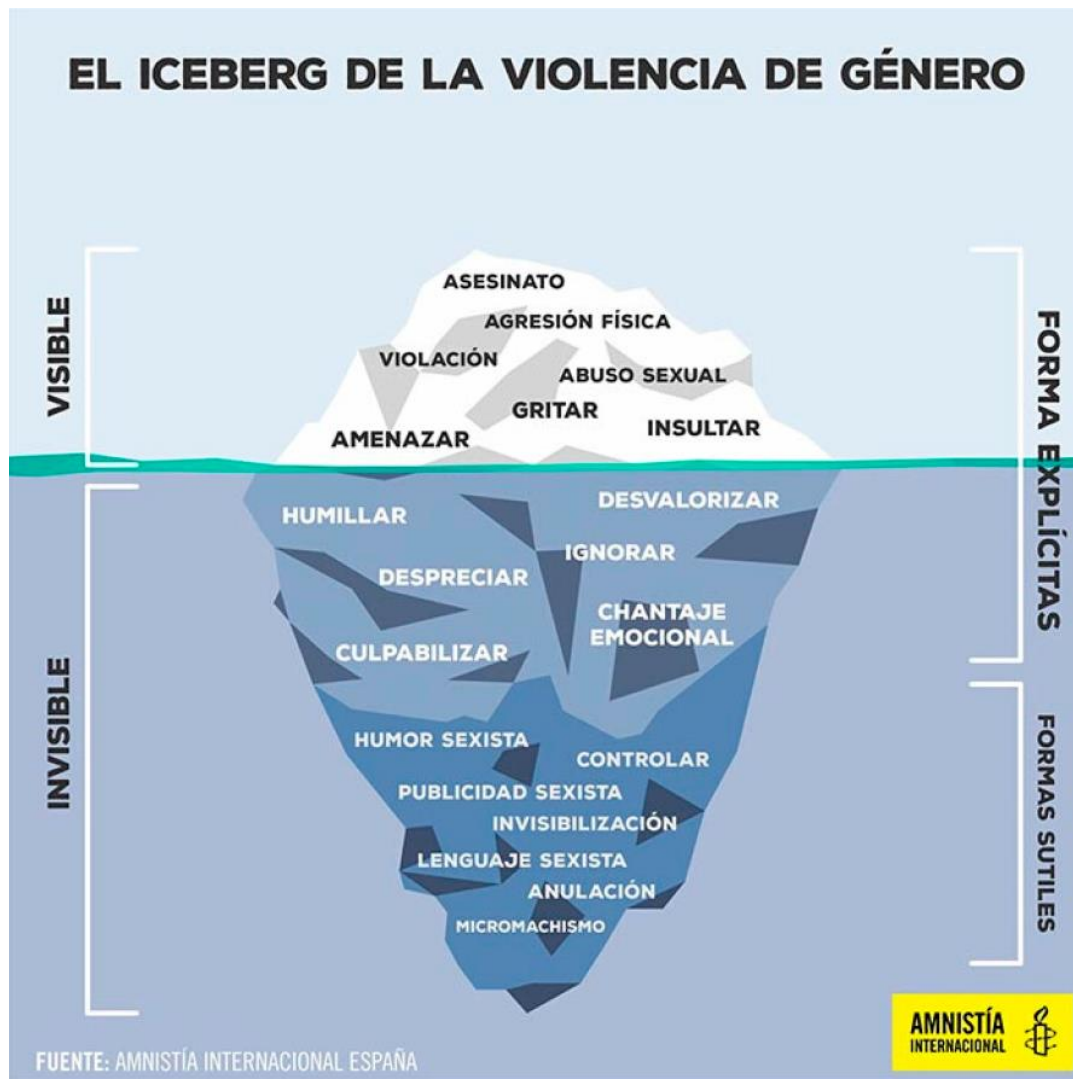 EL ICEBERG DE LA VIOLENCIA DE GÉNERO
VISIBLE
ASESINATO
AGRESIÓN FÍSICA
VIOLACIÓN
ABUSO SEXUAL
GRITAR
INSULTAR
AMENAZAR
FORMA EXPLÍCITAS
INVISIBLE
DESVALORIZAR
HUMILLAR
IGNORAR
DESPRECIAR
CHANTAJE
EMOCIONAL
CULPABILIZAR
FORMAS SUTILES
HUMOR SEXISTA
CONTROLAR
PUBLICIDAD SEXISTA
INVISIBILIZACIÓN
LENGUAJE SEXISTA
ANULACIÓN
MICROMACHISMO
AMNISTÍA
INTERNACIONAL
FUENTE: AMNISTÍA INTERNACIONAL ESPAÑA